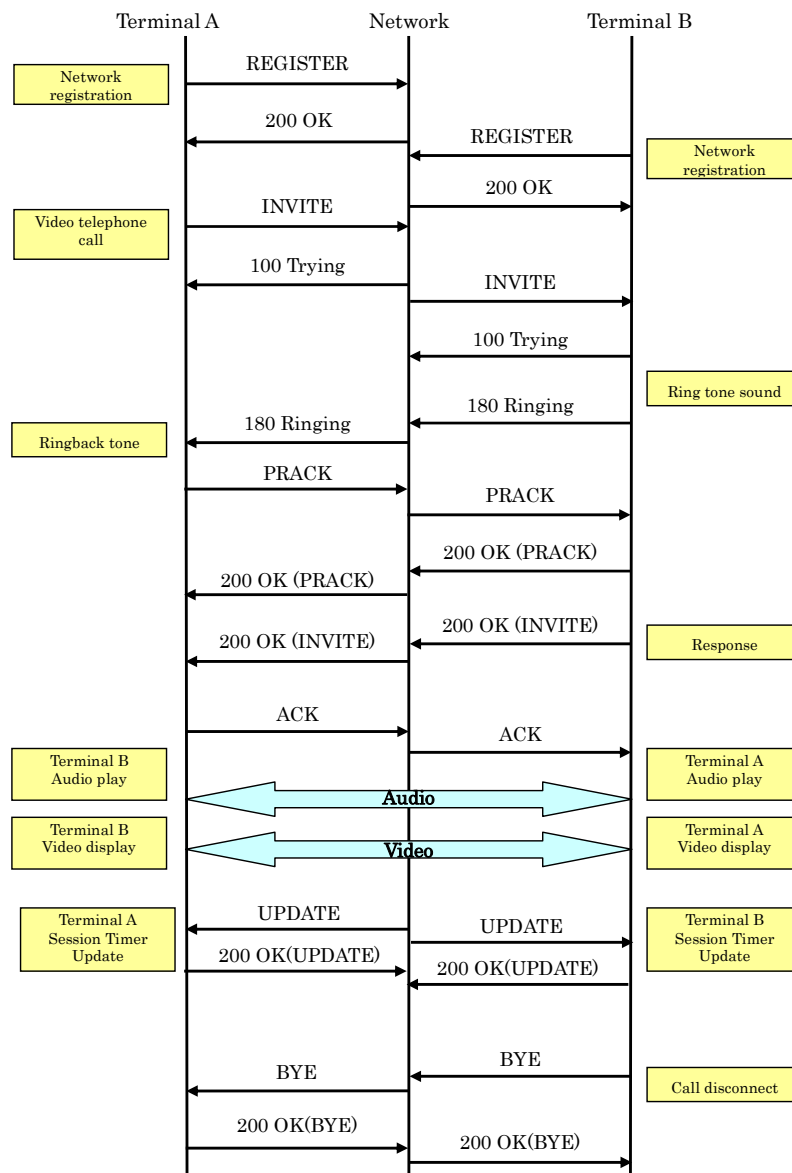 Terminal A
Network
Terminal B
REGISTER
Network
registration
200 OK
REGISTER
Network
registration
200 OK
INVITE
Video telephone
call
100 Trying
INVITE
100 Trying
Ring tone sound
180 Ringing
180 Ringing
Ringback tone
PRACK
PRACK
200 OK (PRACK)
200 OK (PRACK)
200 OK (INVITE)
Response
200 OK (INVITE)
ACK
ACK
Terminal B
Audio play
Terminal A
Audio play
Audio
Terminal B
Video display
Terminal A
Video display
Video
UPDATE
UPDATE
Terminal A
Session Timer
Update
Terminal B
Session Timer
Update
200 OK(UPDATE)
200 OK(UPDATE)
BYE
BYE
Call disconnect
200 OK(BYE)
200 OK(BYE)